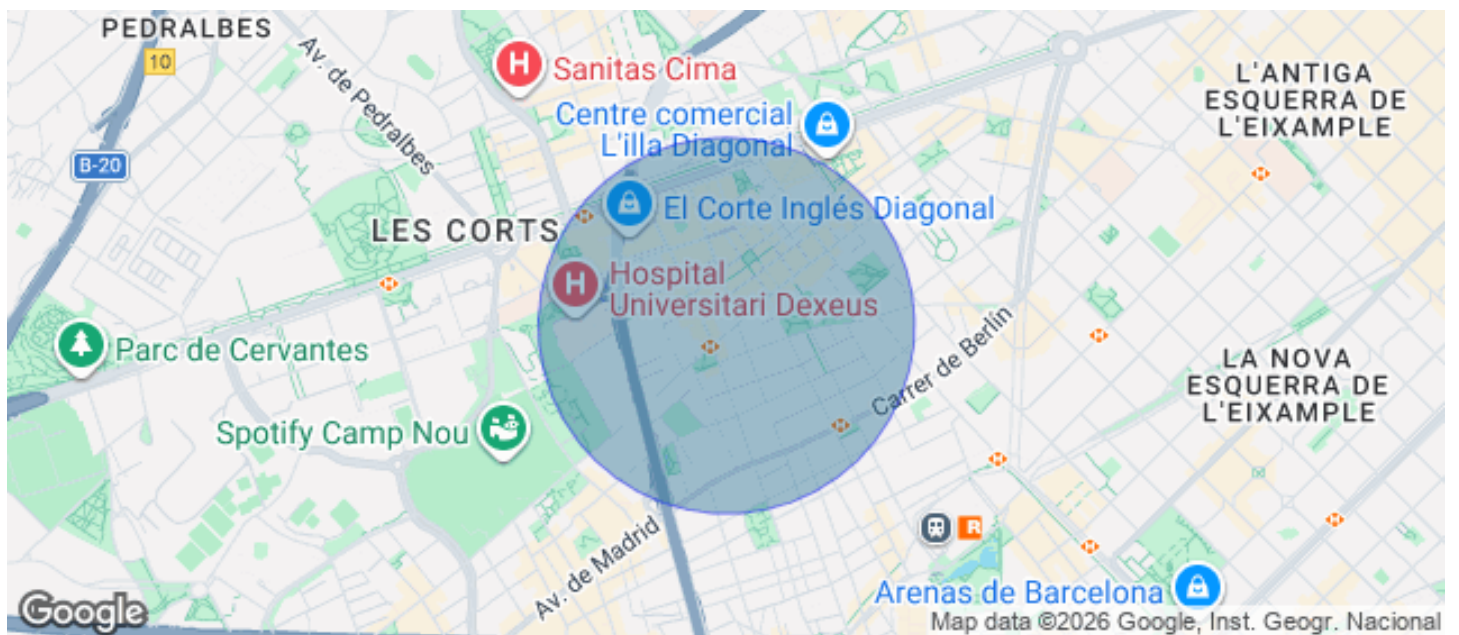 PEDRALBES
10
Av. de Pedralbes
B-20
H
Sanitas Cima
Centre comercial
L'illa Diagonal
L'ANTIGA
ESQUERRA DE
L'EIXAMPLE
El Corte Inglés Diagonal
LES CORTS
H
Hospital
Universitari Dexeus
Parc de Cervantes
Carrer de Berlín
LA NOVA
ESQUERRA DE
L'EIXAMPLE
Spotify Camp Nou
Av. de Madrid
R
Arenas de Barcelona
Google
Map data ©2026 Google, Inst. Geogr. Nacional